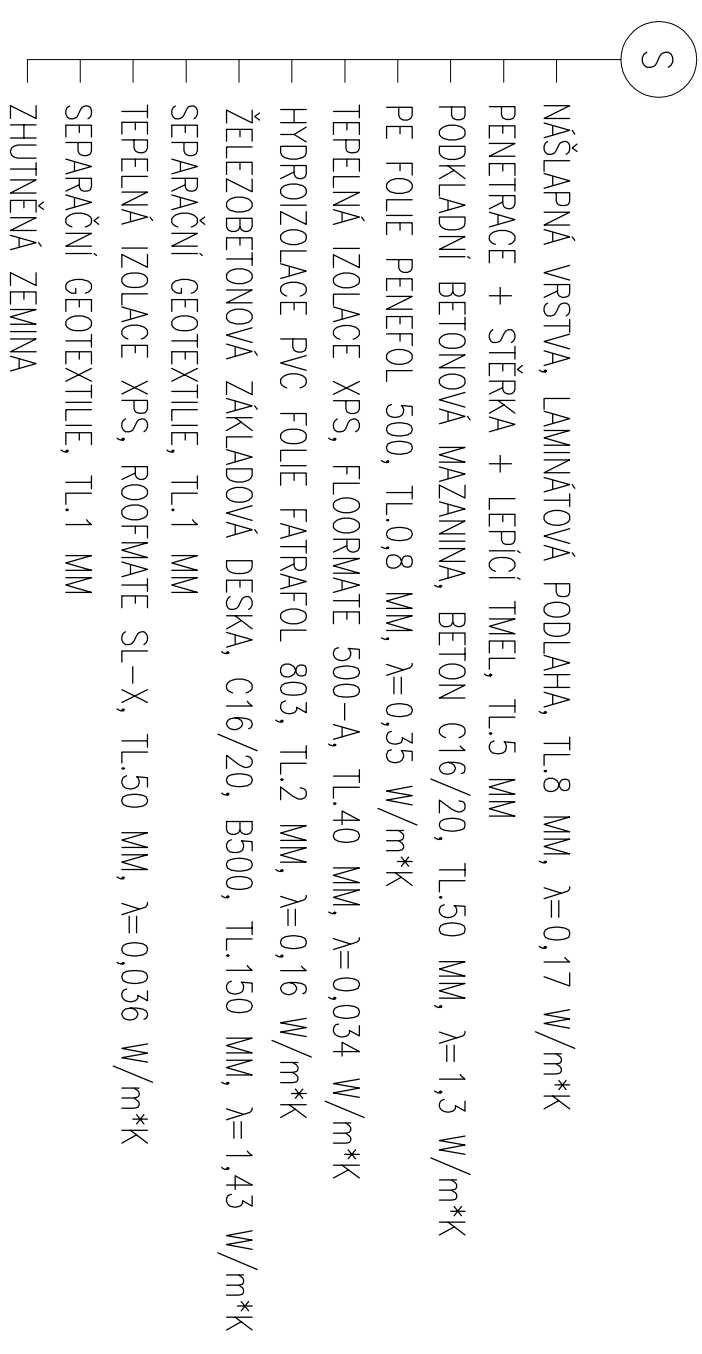 S
NÁŠLAPNÁ VRSTVA, LAMINÁTOVÁ PODLAHA, TL.8 MM, λ=0,17 W/m*K
PENETRACE + STĚRKA + LEPÍCÍ TMEL, TL.5 MM
PODKLADNÍ BETONOVÁ MAZANINA, BETON C16/20, TL.50 MM, λ=1,3 W/m*K
PE FOLIE PENEFOL 500, TL.0,8 MM, λ=0,35 W/m*K
TEPELNÁ IZOLACE XPS, FLOORMATE 500-A, TL.40 MM, λ=0,034 W/m*K
HYDROIZOLACE PVC FOLIE FATRAFOL 803, TL.2 MM, λ=0,16 W/m*K
ŽELEZOBETONOVÁ ZÁKLADOVÁ DESKA, C16/20, B500, TL.150 MM, λ=1,43 W/m*K
SEPARAČNÍ GEOTEXTILIE, TL.1 MM
TEPELNÁ IZOLACE XPS, ROOFMATE SL-X, TL.50 MM, λ=0,036 W/m*K
SEPARAČNÍ GEOTEXTILIE, TL.1 MM
ZHUTNĚNÁ ZEMINA